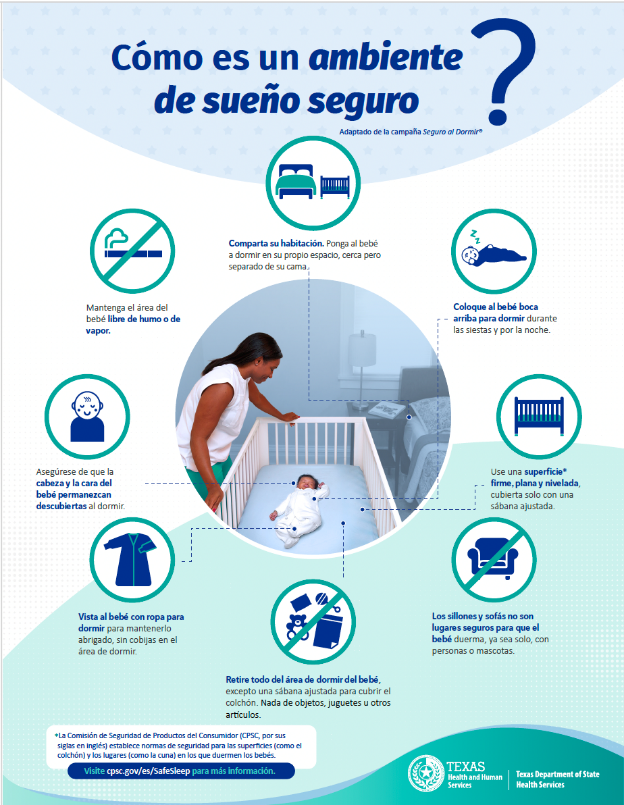 Cómo es un ambiente
de sueño seguro
?
Adaptado de la campaña Seguro al Dormir®
Comparta su habitación. Ponga al bebé
a dormir en su propio espacio, cerca pero
separado de su cama.
Mantenga el área del
bebé libre de humo o de
vapor.
z z z
Coloque al bebé boca
arriba para dormir durante
las siestas y por la noche.
Asegúrese de que la
cabeza y la cara del
bebé permanezcan
descubiertas al dormir.
Use una superficie*
firme, plana y nivelada,
cubierta solo con una
sábana ajustada.
Vista al bebé con ropa para
dormir para mantenerlo
abrigado, sin cobijas en el
área de dormir.
Los sillones y sofás no son
lugares seguros para que el
bebé duerma, ya sea solo, con
personas o mascotas.
Retire todo del área de dormir del bebé,
excepto una sábana ajustada para cubrir el
colchón. Nada de objetos, juguetes u otros
artículos.
*La Comisión de Seguridad de Productos del Consumidor (CPSC, por sus
siglas en inglés) establece normas de seguridad para las superficies (como el
colchón) y los lugares (como la cuna) en los que duermen los bebés.
Visite cpsc.gov/es/SafeSleep para más información.
TEXAS
Health and Human
Services
Texas Department of State
Health Services